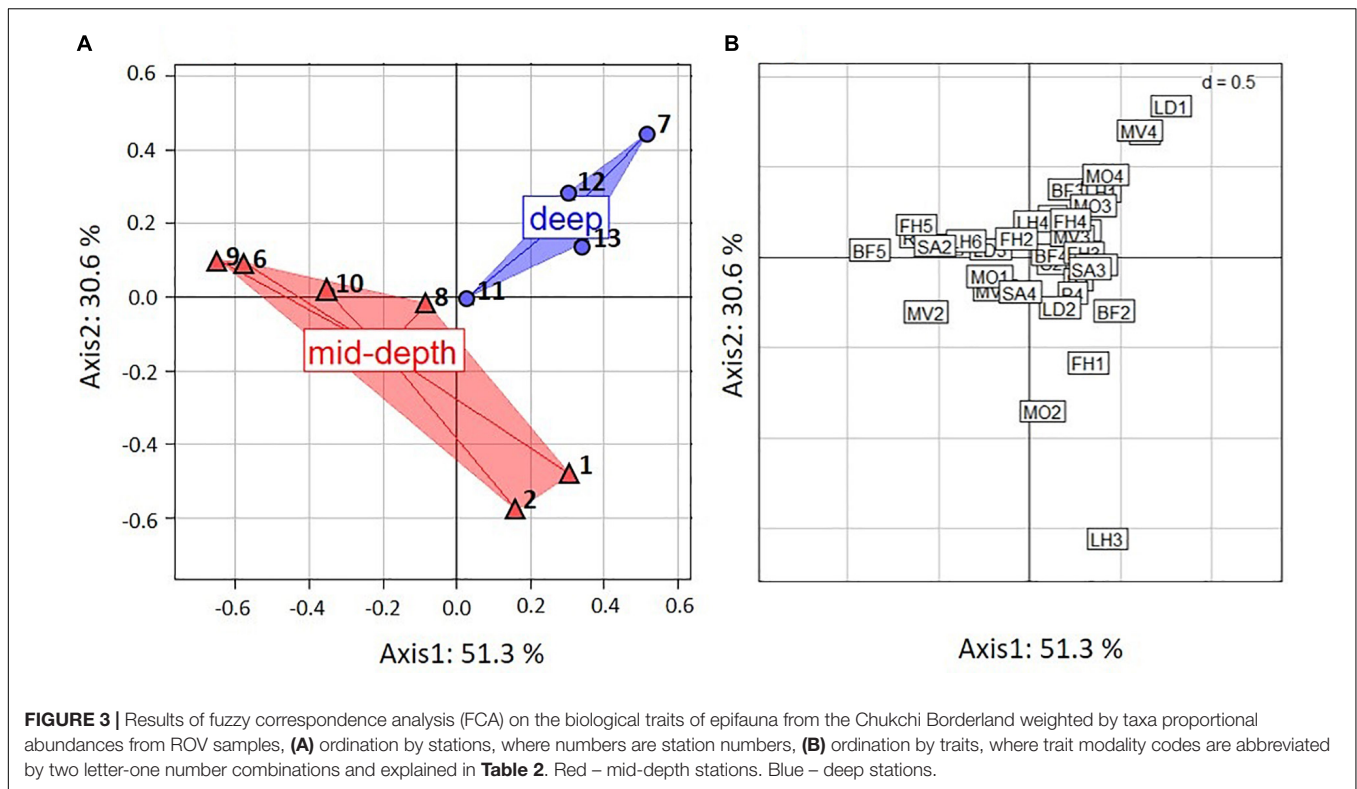 A
B
0.6
0.4
0.2
0.0
-0.2
-0.4
-0.6
Axis2: 30.6 %
7
12
deep
13
11
9
6
10
8
mid-depth
1
2
-0.6
-0.4
-0.2
0.0
0.2
0.4
0.6
Axis1: 51.3 %
d = 0.5
LD1
MV4
MO4
BF3
MO3
FH5
LH4
FH4
SA2
LH6
FH2
MV3
BF5
LD3
BF4
SA3
MO1
SA4
MV2
LD2
BF2
FH1
MO2
LH3
Axis2: 30.6 %
Axis1: 51.3 %
FIGURE 3 | Results of fuzzy correspondence analysis (FCA) on the biological traits of epifauna from the Chukchi Borderland weighted by taxa proportional
abundances from ROV samples, (A) ordination by stations, where numbers are station numbers, (B) ordination by traits, where trait modality codes are abbreviated
by two letter-one number combinations and explained in Table 2. Red – mid-depth stations. Blue – deep stations.